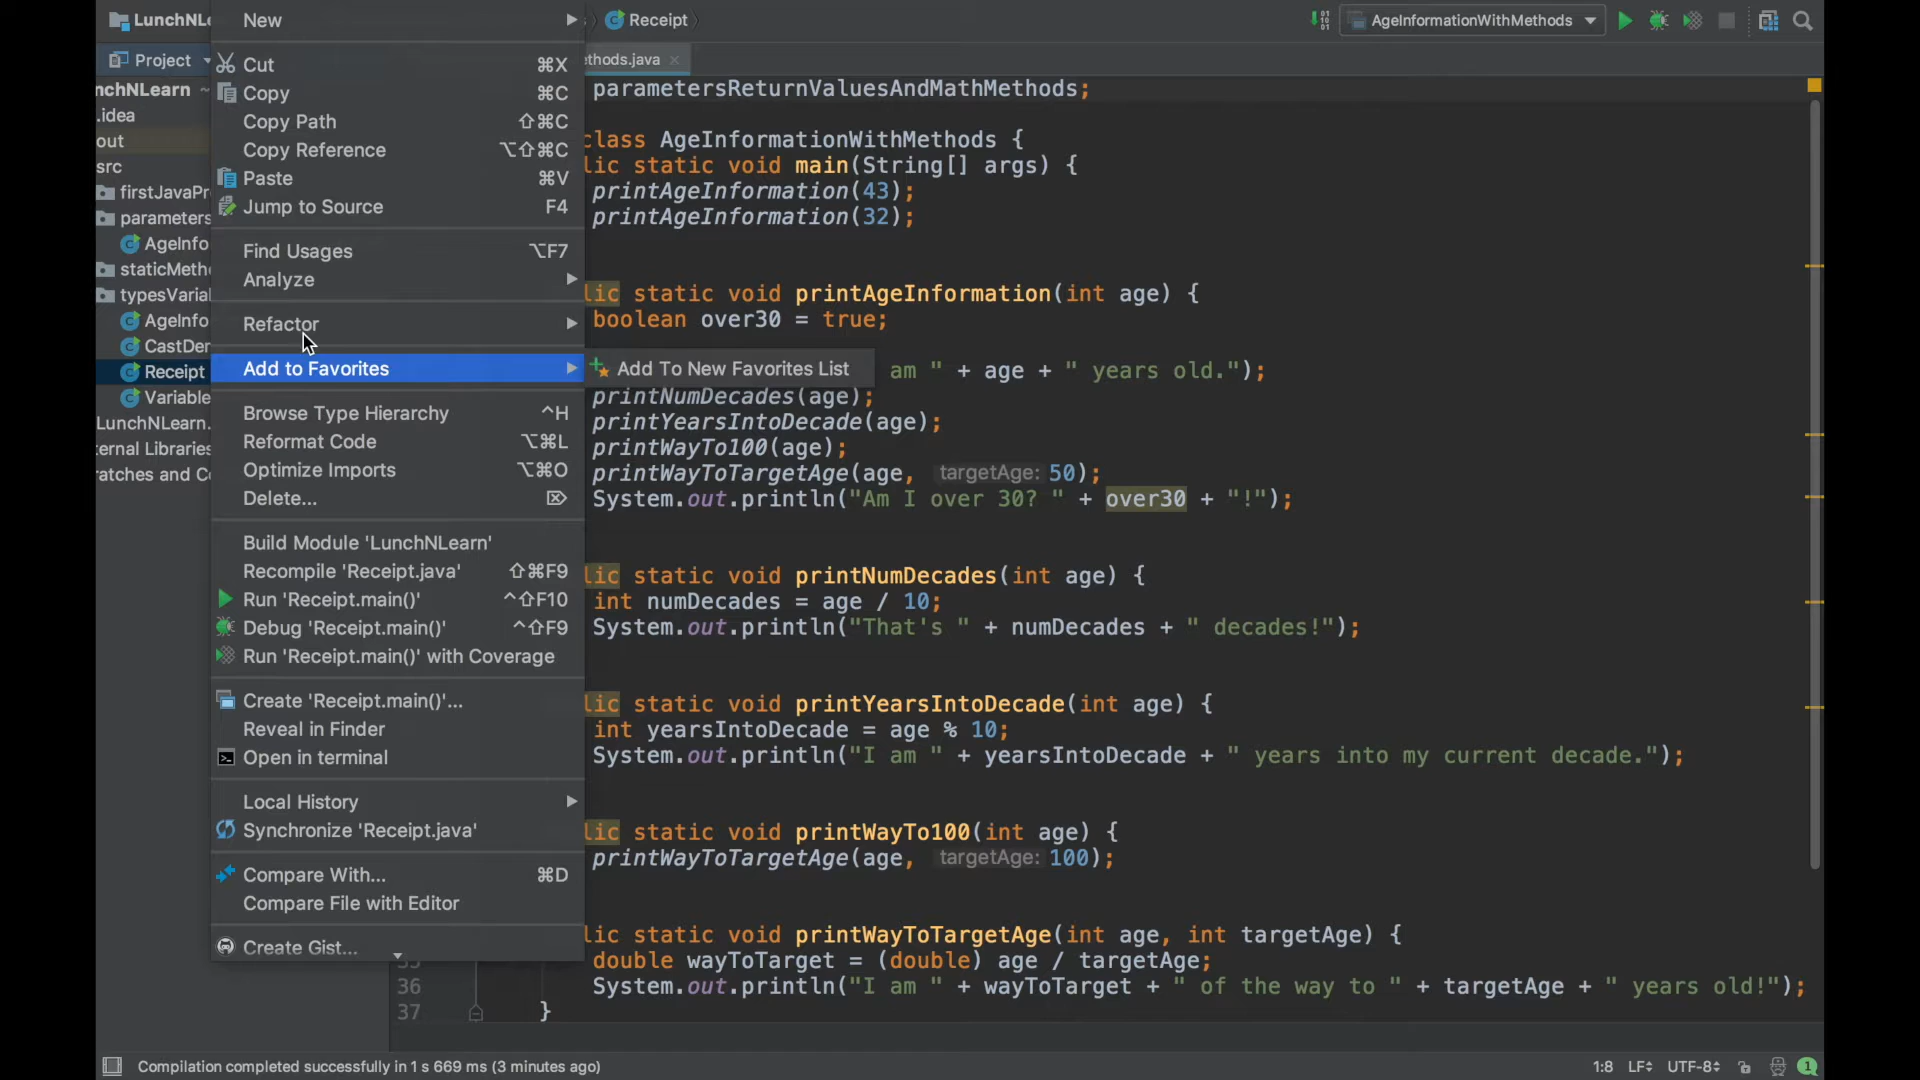 LunchNLe
Receipt
AgeInformationWithMethods
Project
thods.java
nchNLearn ~
.idea
out
src
firstJavaPr
parameters
AgeInfo
staticMeth
typesVarial
AgeInfo
CastDer
Receipt
Variable
LunchNLearn.
ernal Libraries
ratches and Co
New
Cut ⌘X
Copy ⌘C
Copy Path ⇧⌘C
Copy Reference ⌥⇧⌘C
Paste ⌘V
Jump to Source F4
Find Usages ⌥F7
Analyze
Refactor
Add to Favorites
Add To New Favorites List
Browse Type Hierarchy ^H
Reformat Code ⌥⌘L
Optimize Imports ⌥⌘O
Delete... ⌦
Build Module 'LunchNLearn'
Recompile 'Receipt.java' ⇧⌘F9
Run 'Receipt.main()' ^⇧F10
Debug 'Receipt.main()' ^⇧F9
Run 'Receipt.main()' with Coverage
Create 'Receipt.main()'...
Reveal in Finder
Open in terminal
Local History
Synchronize 'Receipt.java'
Compare With... ⌘D
Compare File with Editor
Create Gist...
parametersReturnValuesAndMathMethods;
class AgeInformationWithMethods {
lic static void main(String[] args) {
printAgeInformation(43);
printAgeInformation(32);
lic static void printAgeInformation(int age) {
boolean over30 = true;
am " + age + " years old.");
printNumDecades(age);
printYearsIntoDecade(age);
printWayTo100(age);
printWayToTargetAge(age, targetAge: 50);
System.out.println("Am I over 30? " + over30 + "!");
lic static void printNumDecades(int age) {
int numDecades = age / 10;
System.out.println("That's " + numDecades + " decades!");
lic static void printYearsIntoDecade(int age) {
int yearsIntoDecade = age % 10;
System.out.println("I am " + yearsIntoDecade + " years into my current decade.");
lic static void printWayTo100(int age) {
printWayToTargetAge(age, targetAge: 100);
lic static void printWayToTargetAge(int age, int targetAge) {
35 double wayToTarget = (double) age / targetAge;
36 System.out.println("I am " + wayToTarget + " of the way to " + targetAge + " years old!");
37 }
Compilation completed successfully in 1 s 669 ms (3 minutes ago)
1:8 LF UTF-8 1